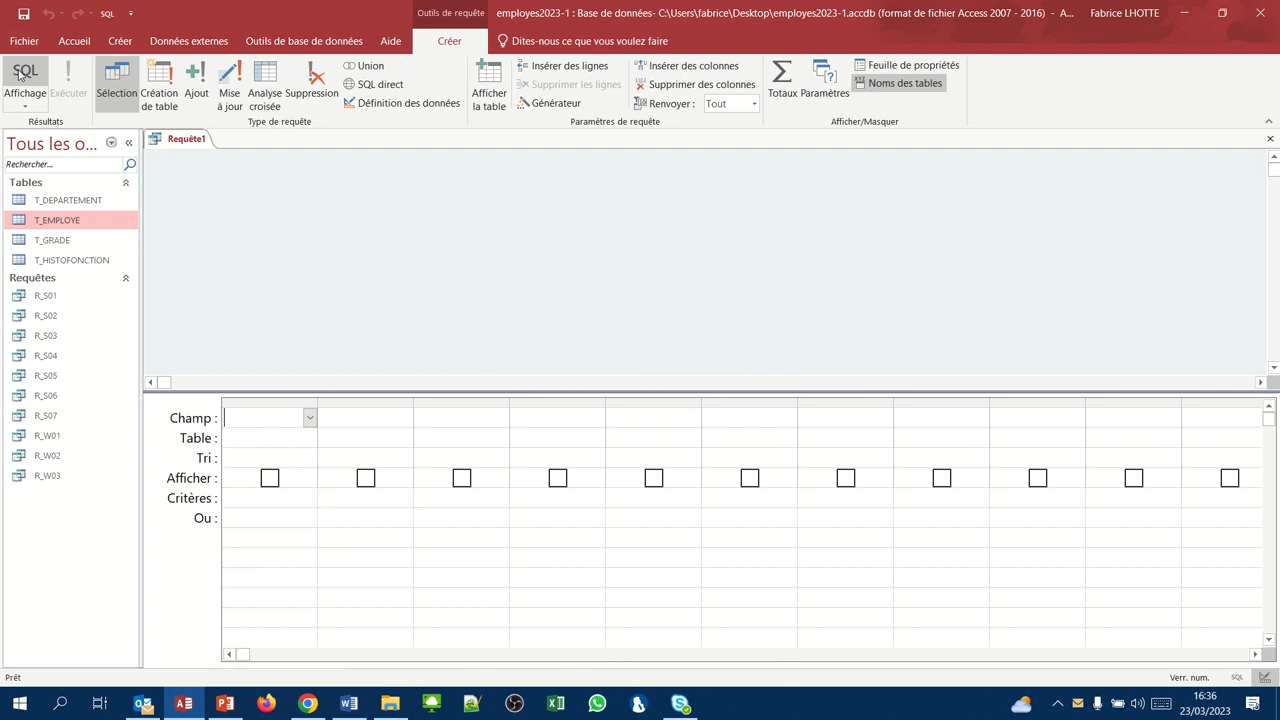 SQL
Outils de requête
employes2023-1 : Base de données- C:\Users\fabrice\Desktop\employes2023-1.accdb (format de fichier Access 2007 - 2016) - A...
Fabrice LHOTTE
Fichier
Accueil
Créer
Données externes
Outils de base de données
Aide
Créer
Dites-nous ce que vous voulez faire
SQL
Affichage
Exécuter
Résultats
Sélection
Création de table
Ajout
Mise à jour
Analyse croisée
Suppression
Union
SQL direct
Définition des données
Type de requête
Afficher la table
Insérer des lignes
Supprimer les lignes
Générateur
Insérer des colonnes
Supprimer des colonnes
Renvoyer : Tout
Paramètres de requête
Totaux
Paramètres
Feuille de propriétés
Noms des tables
Afficher/Masquer
Tous les o...
Rechercher...
Tables
T_DEPARTEMENT
T_EMPLOYE
T_GRADE
T_HISTOFONCTION
Requêtes
R_S01
R_S02
R_S03
R_S04
R_S05
R_S06
R_S07
R_W01
R_W02
R_W03
Requête1
Champ :
Table :
Tri :
Afficher :
Critères :
Ou :
Prêt
Verr. num.
SQL
16:36
23/03/2023